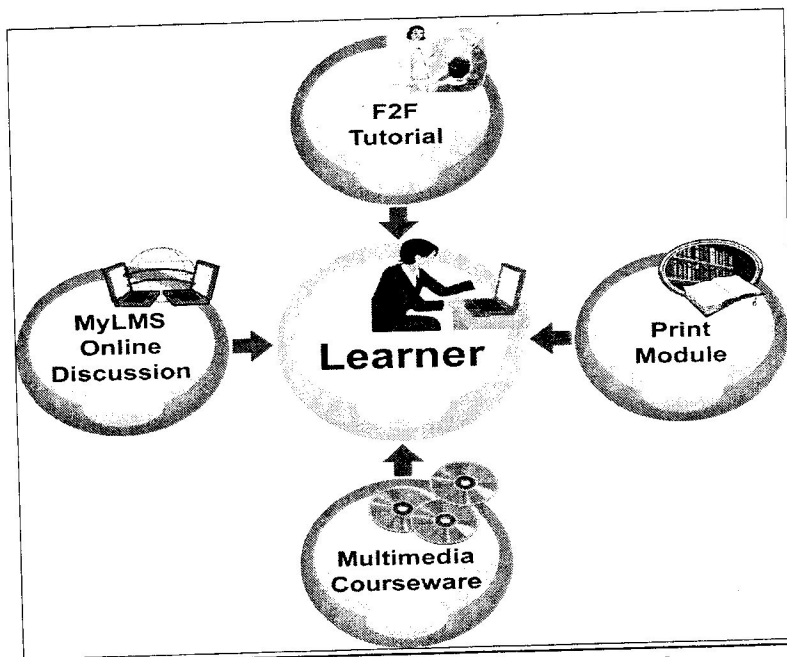 F2F
Tutorial
MyLMS
Online
Discussion
Learner
Print
Module
Multimedia
Courseware